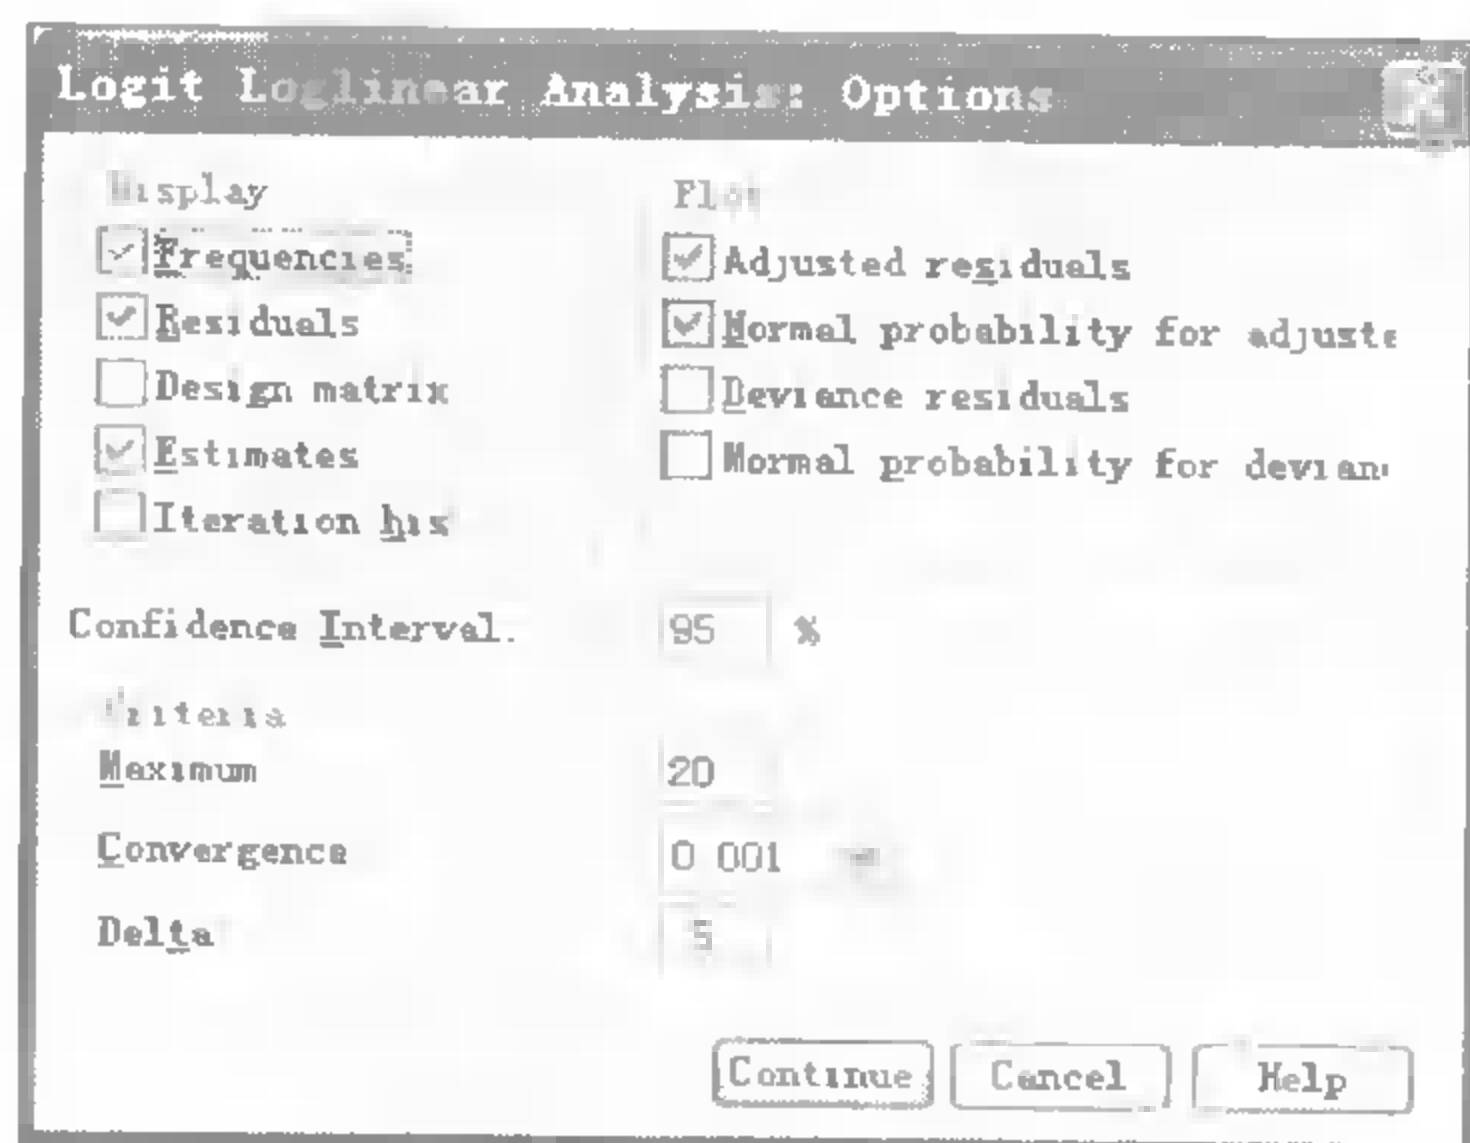 Logit Loglinear Analysis: Options
Display
Frequencies
Residuals
Design matrix
Estimates
Iteration his
Plot
Adjusted residuals
Normal probability for adjuste
Deviance residuals
Normal probability for devian
Confidence Interval.
95 %
Criteria
Maximum
20
Convergence
0.001
Delta
.5
Continue
Cancel
Help